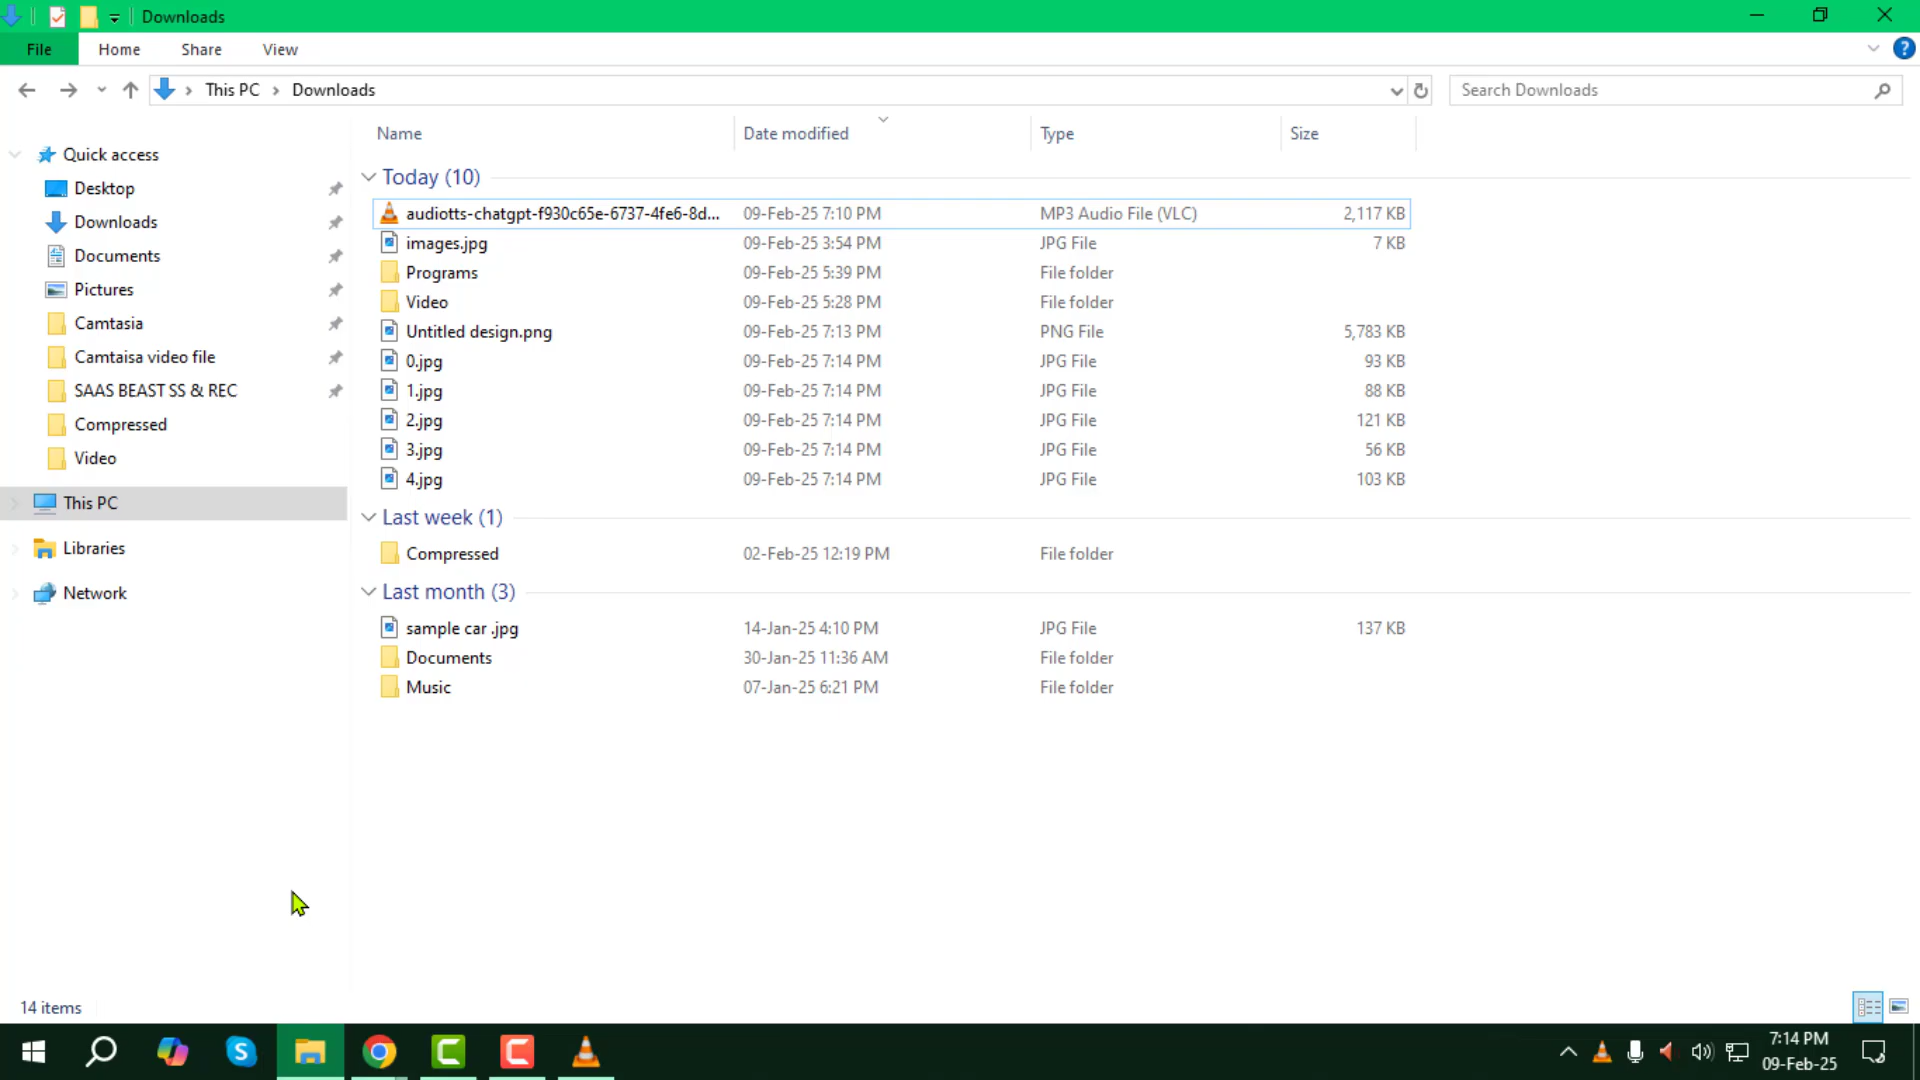 Downloads
File Home Share View
This PC Downloads Search Downloads
Name Date modified Type Size
Quick access
Desktop
Downloads
Documents
Pictures
Camtasia
Camtaisa video file
SAAS BEAST SS & REC
Compressed
Video
This PC
Libraries
Network
Today (10)
audiotts-chatgpt-f930c65e-6737-4fe6-8d... 09-Feb-25 7:10 PM MP3 Audio File (VLC) 2,117 KB
images.jpg 09-Feb-25 3:54 PM JPG File 7 KB
Programs 09-Feb-25 5:39 PM File folder
Video 09-Feb-25 5:28 PM File folder
Untitled design.png 09-Feb-25 7:13 PM PNG File 5,783 KB
0.jpg 09-Feb-25 7:14 PM JPG File 93 KB
1.jpg 09-Feb-25 7:14 PM JPG File 88 KB
2.jpg 09-Feb-25 7:14 PM JPG File 121 KB
3.jpg 09-Feb-25 7:14 PM JPG File 56 KB
4.jpg 09-Feb-25 7:14 PM JPG File 103 KB
Last week (1)
Compressed 02-Feb-25 12:19 PM File folder
Last month (3)
sample car .jpg 14-Jan-25 4:10 PM JPG File 137 KB
Documents 30-Jan-25 11:36 AM File folder
Music 07-Jan-25 6:21 PM File folder
14 items
7:14 PM
09-Feb-25